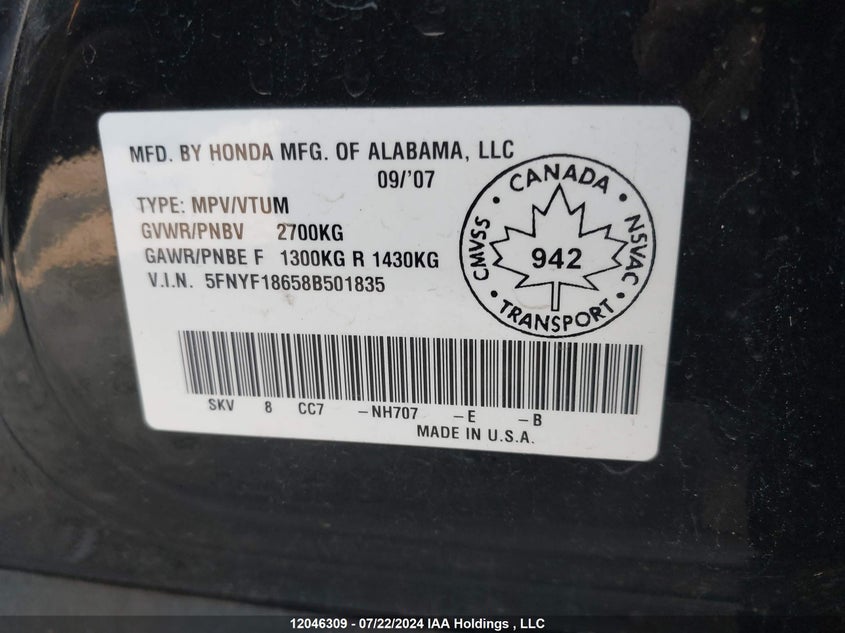 MFD. BY HONDA MFG. OF ALABAMA, LLC
09/'07
TYPE: MPV/VTUM
GVWR/PNBV 2700KG
GAWR/PNBE F 1300KG R 1430KG
V.I.N. 5FNYF18658B501835
CANADA
CMVSS
NSVAC
942
TRANSPORT
SKV 8 CC7 -NH707 -E -B
MADE IN U.S.A.
12046309 - 07/22/2024 IAA Holdings , LLC